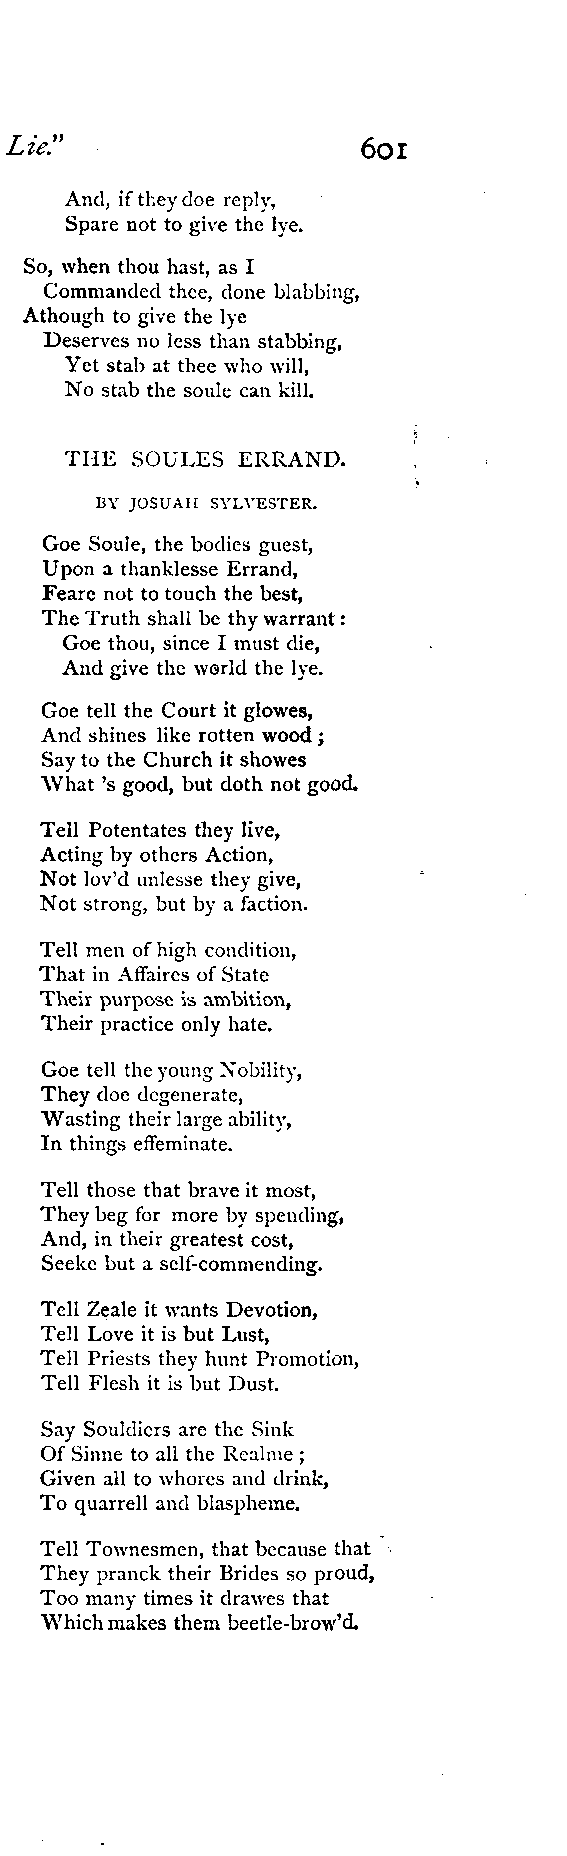 Lie."
601
And, if they doe reply,
Spare not to give the lye.
So, when thou hast, as I
Commanded thee, done blabbing,
Athough to give the lye
Deserves no less than stabbing,
Yet stab at thee who will,
No stab the soule can kill.
THE SOULES ERRAND.
BY JOSUAH SYLVESTER.
Goe Soule, the bodies guest,
Upon a thanklesse Errand,
Feare not to touch the best,
The Truth shall be thy warrant:
Goe thou, since I must die,
And give the world the lye.
Goe tell the Court it glowes,
And shines like rotten wood;
Say to the Church it showes
What 's good, but doth not good.
Tell Potentates they live,
Acting by others Action,
Not lov'd unlesse they give,
Not strong, but by a faction.
Tell men of high condition,
That in Affaires of State
Their purpose is ambition,
Their practice only hate.
Goe tell the young Nobility,
They doe degenerate,
Wasting their large ability,
In things effeminate.
Tell those that brave it most,
They beg for more by spending,
And, in their greatest cost,
Seeke but a self-commending.
Tell Zeale it wants Devotion,
Tell Love it is but Lust,
Tell Priests they hunt Promotion,
Tell Flesh it is but Dust.
Say Souldiers are the Sink
Of Sinne to all the Realme;
Given all to whores and drink,
To quarrell and blaspheme.
Tell Townesmen, that because that
They pranck their Brides so proud,
Too many times it drawes that
Which makes them beetle-brow'd.